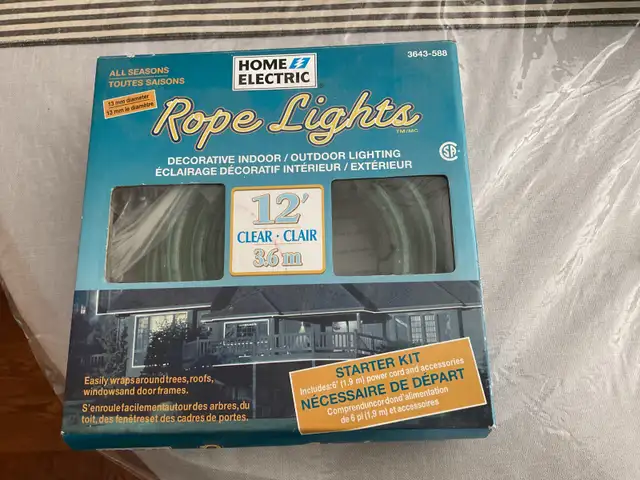 3643-588
HOME
ELECTRIC
ALL SEASONS
TOUTES SAISONS
13 mm diameter
13 mm le diamètre
Rope Lights
TM/MC
DECORATIVE INDOOR / OUTDOOR LIGHTING
ÉCLAIRAGE DÉCORATIF INTÉRIEUR / EXTÉRIEUR
12'
CLEAR • CLAIR
3.6 m
Easily wraps around trees, roofs,
windows and door frames.
S'enroule facilement autour des arbres, du
toit, des fenêtres et des cadres de portes.
STARTER KIT
Includes: 6' (1.9 m) power cord and accessories
NÉCESSAIRE DE DÉPART
Comprend un cordon d'alimentation
de 6 pi (1,9 m) et accessoires